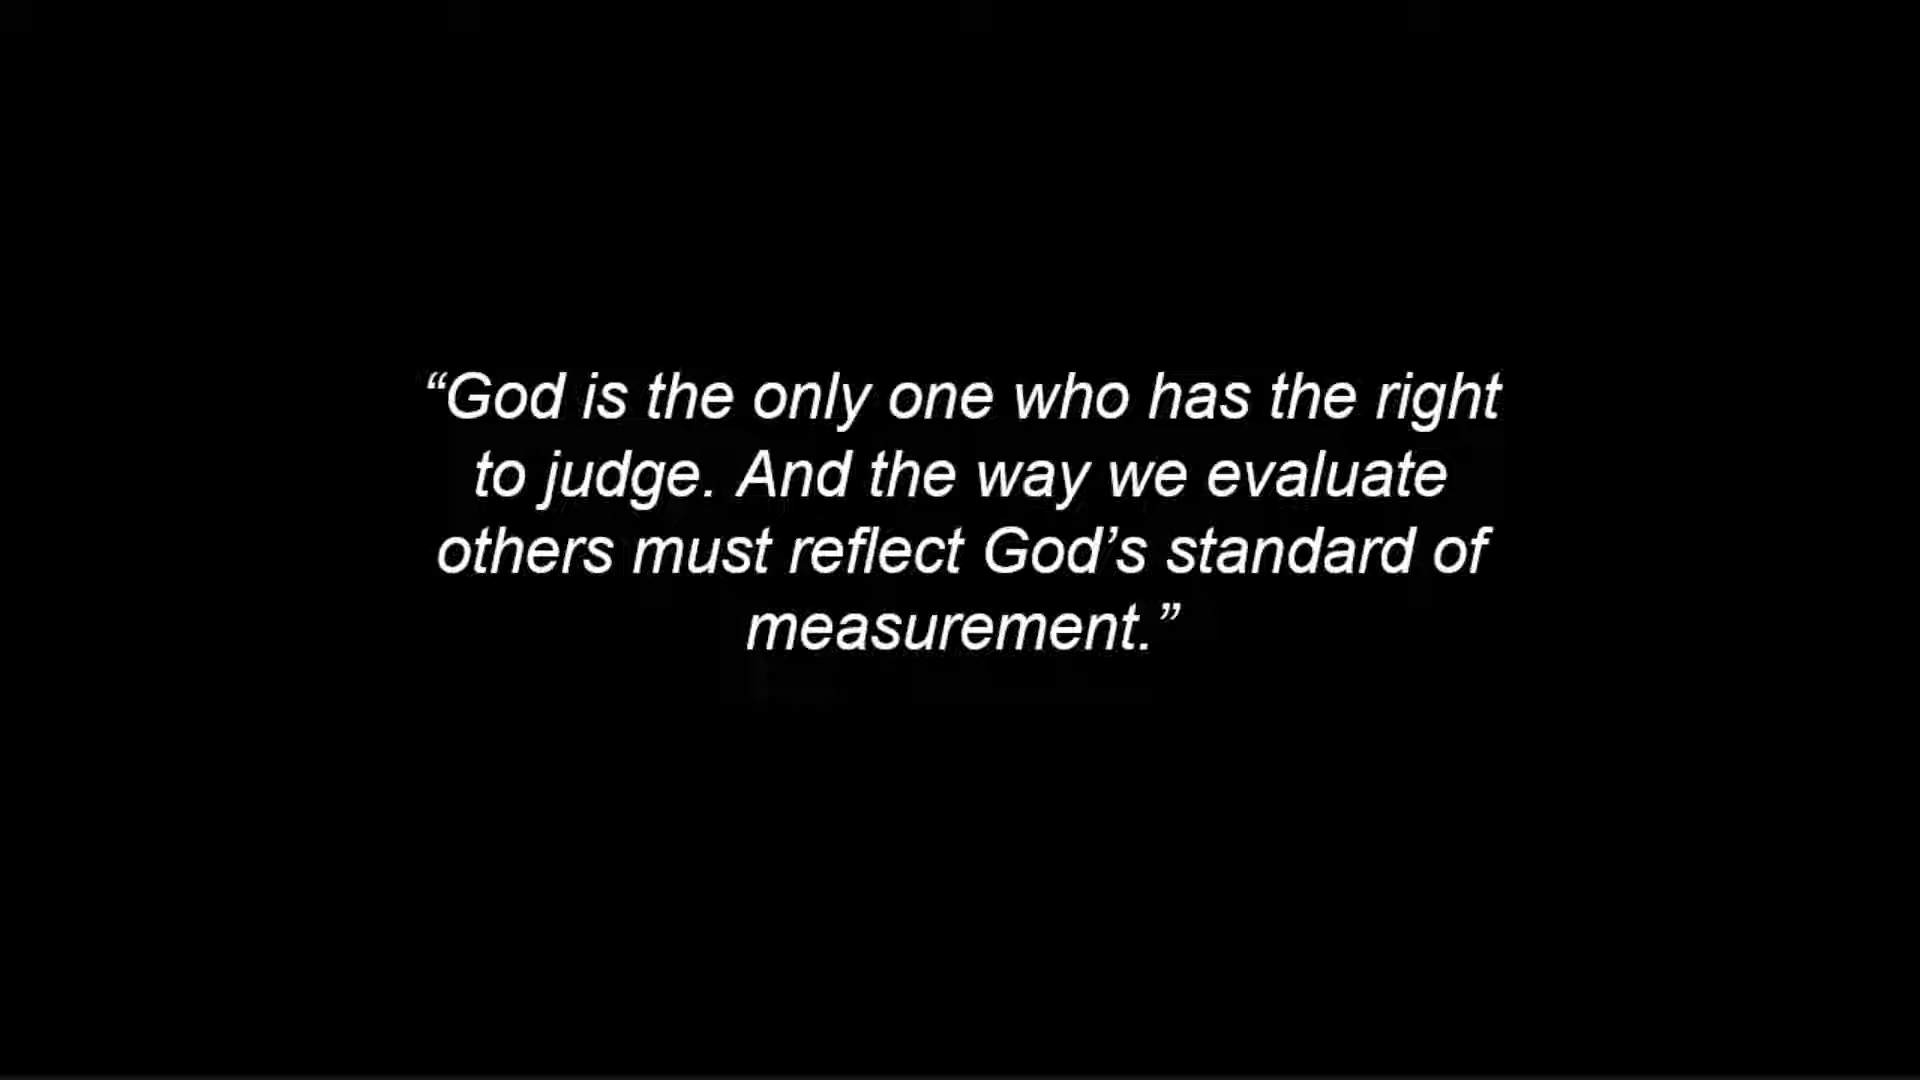 “God is the only one who has the right
to judge. And the way we evaluate
others must reflect God’s standard of
measurement.”